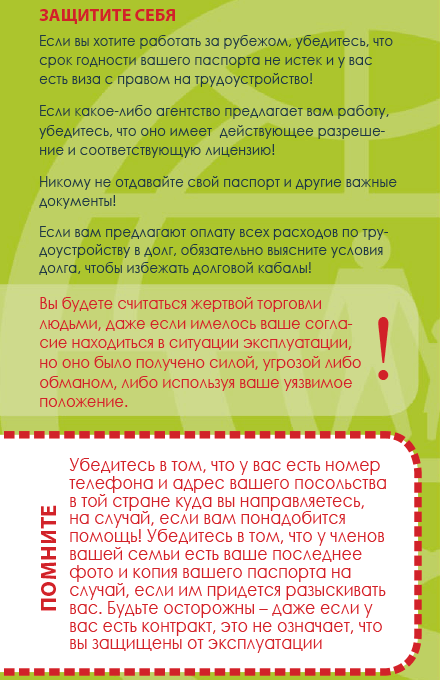 ЗАЩИТИТЕ СЕБЯ
Если вы хотите работать за рубежом, убедитесь, что
срок годности вашего паспорта не истек и у вас
есть виза с правом на трудоустройство!
Если какое-либо агентство предлагает вам работу,
убедитесь, что оно имеет действующее разреше-
ние и соответствующую лицензию!
Никому не отдавайте свой паспорт и другие важные
документы!
Если вам предлагают оплату всех расходов по тру-
доустройству в долг, обязательно выясните условия
долга, чтобы избежать долговой кабалы!
Вы будете считаться жертвой торговли
людьми, даже если имелось ваше согла-
сие находиться в ситуации эксплуатации,
но оно было получено силой, угрозой либо
обманом, либо используя ваше уязвимое
положение.
!
ПОМНИТЕ
Убедитесь в том, что у вас есть номер
телефона и адрес вашего посольства
в той стране куда вы направляетесь,
на случай, если вам понадобится
помощь! Убедитесь в том, что у членов
вашей семьи есть ваше последнее
фото и копия вашего паспорта на
случай, если им придется разыскивать
вас. Будьте осторожны – даже если у
вас есть контракт, это не означает, что
вы защищены от эксплуатации